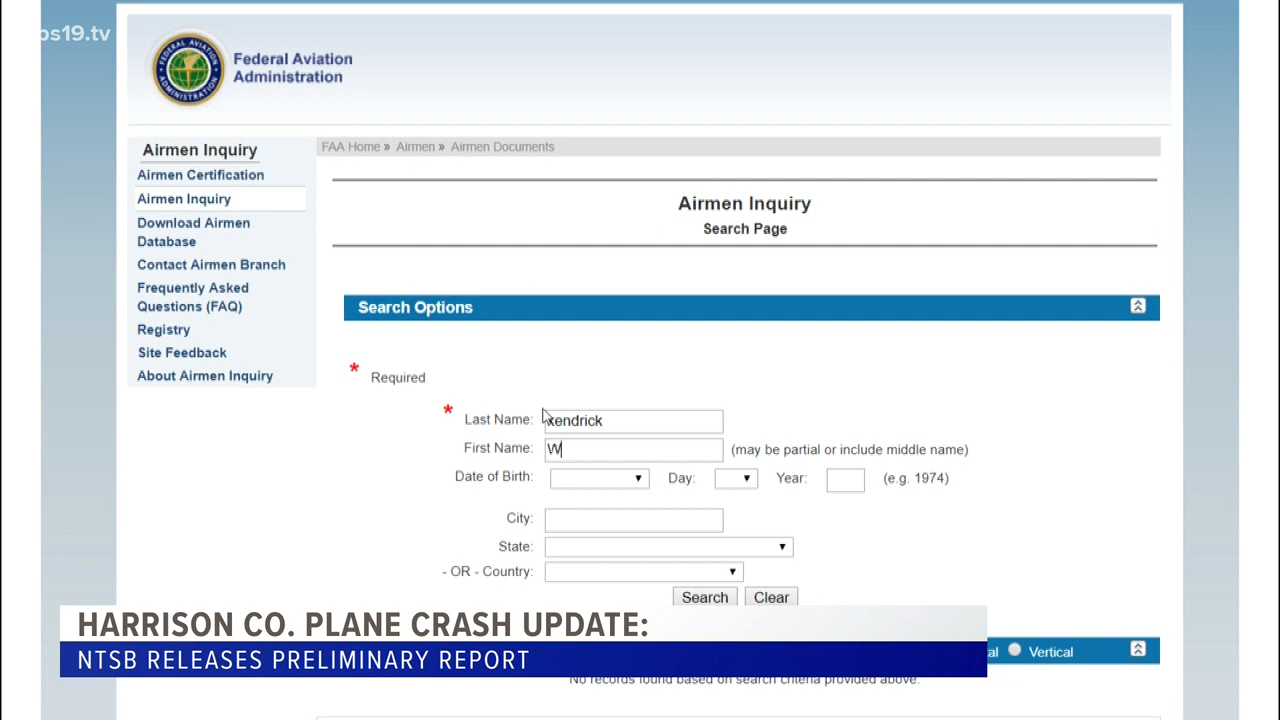 bs19.tv
Federal Aviation
Administration
Airmen Inquiry
Airmen Certification
Airmen Inquiry
Download Airmen
Database
Contact Airmen Branch
Frequently Asked
Questions (FAQ)
Registry
Site Feedback
About Airmen Inquiry
FAA Home » Airmen » Airmen Documents
Airmen Inquiry
Search Page
Search Options
* Required
* Last Name: kendrick
First Name: W (may be partial or include middle name)
Date of Birth: Day: Year: (e.g. 1974)
City:
State:
- OR - Country:
Search Clear
HARRISON CO. PLANE CRASH UPDATE:
NTSB RELEASES PRELIMINARY REPORT
al Vertical
No records found based on search criteria provided above.